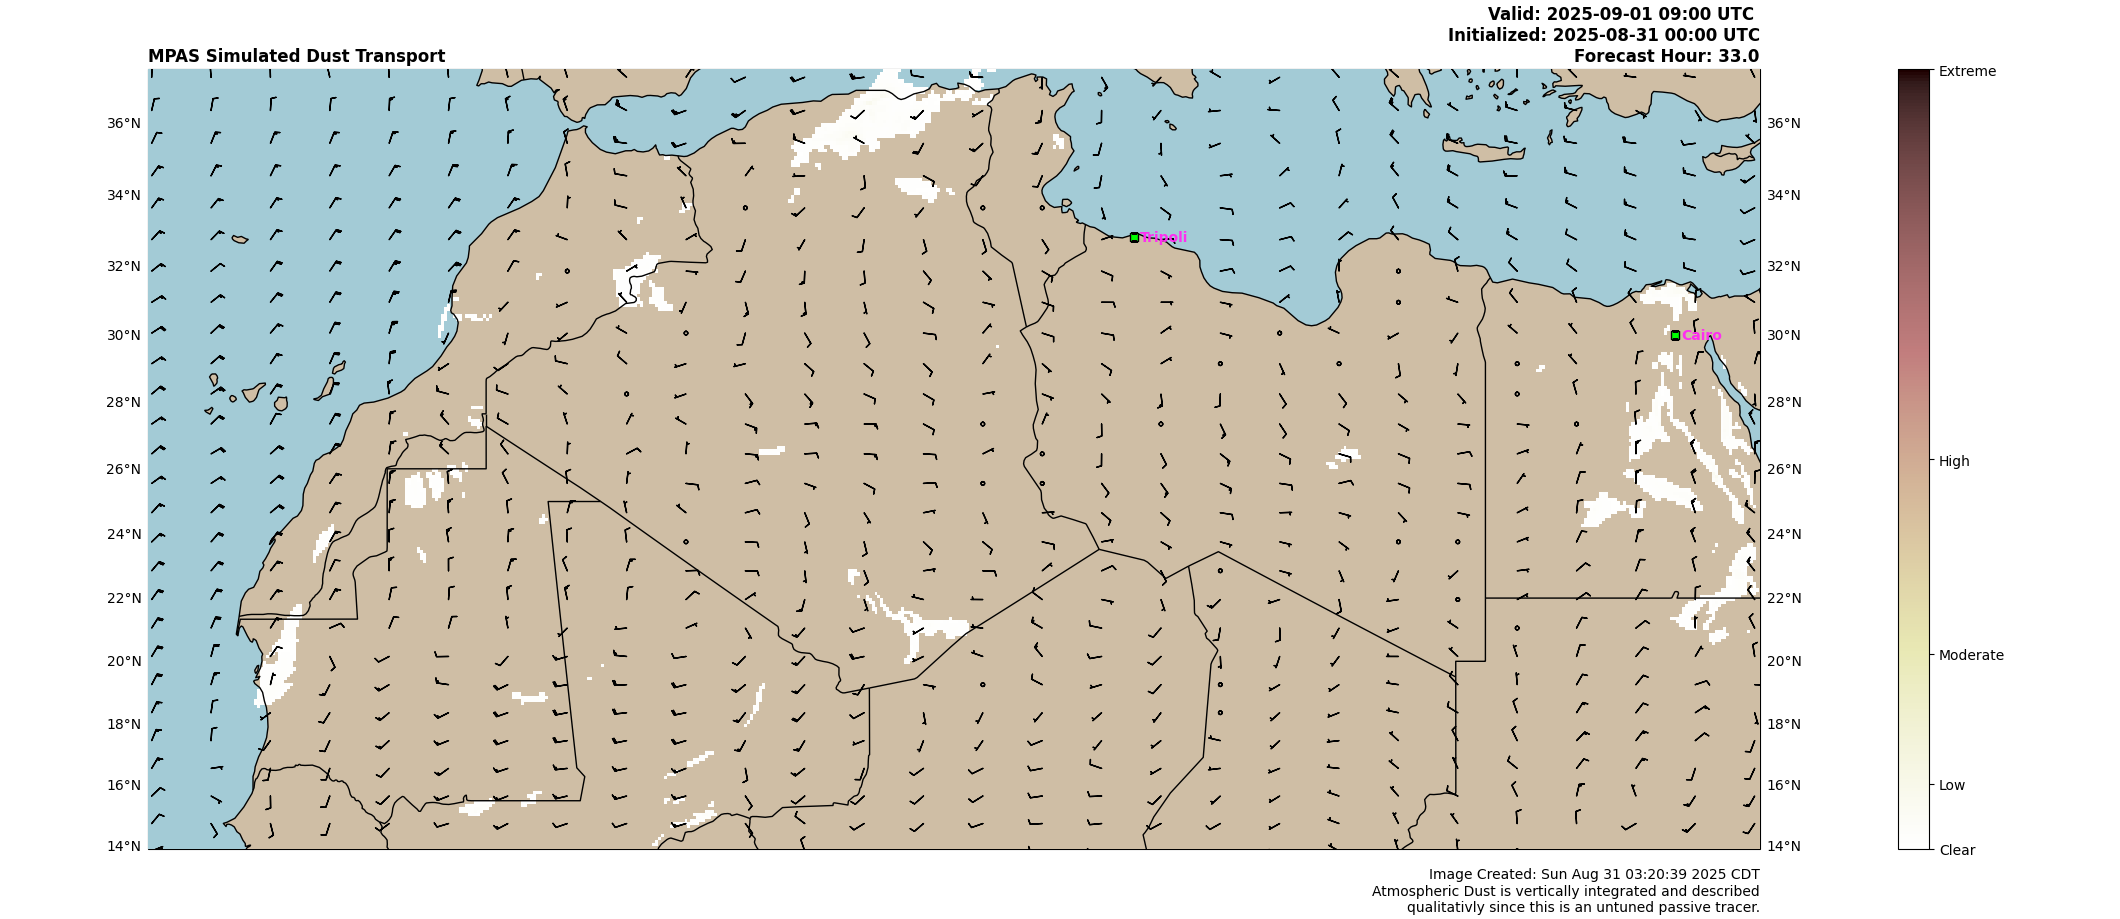 Valid: 2025-09-01 09:00 UTC
Initialized: 2025-08-31 00:00 UTC
MPAS Simulated Dust Transport
Forecast Hour: 33.0
36°N
36°N
34°N
34°N
32°N
32°N
30°N
30°N
28°N
28°N
26°N
26°N
24°N
24°N
22°N
22°N
20°N
20°N
18°N
18°N
16°N
16°N
14°N
14°N
Tripoli
Cairo
Extreme
High
Moderate
Low
Clear
Image Created: Sun Aug 31 03:20:39 2025 CDT
Atmospheric Dust is vertically integrated and described
qualitativly since this is an untuned passive tracer.